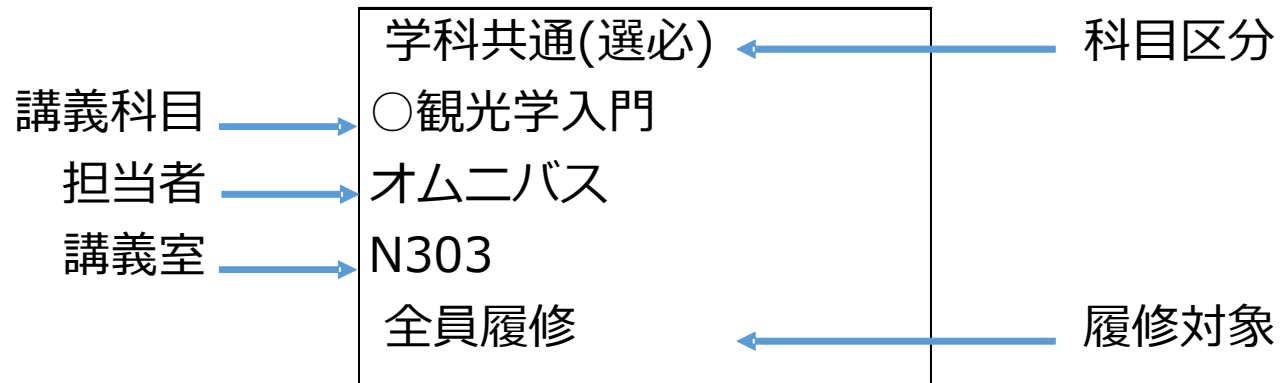 学科共通(選必) 科目区分
講義科目 ○観光学入門
担当者 オムニバス
講義室 N303
全員履修 履修対象